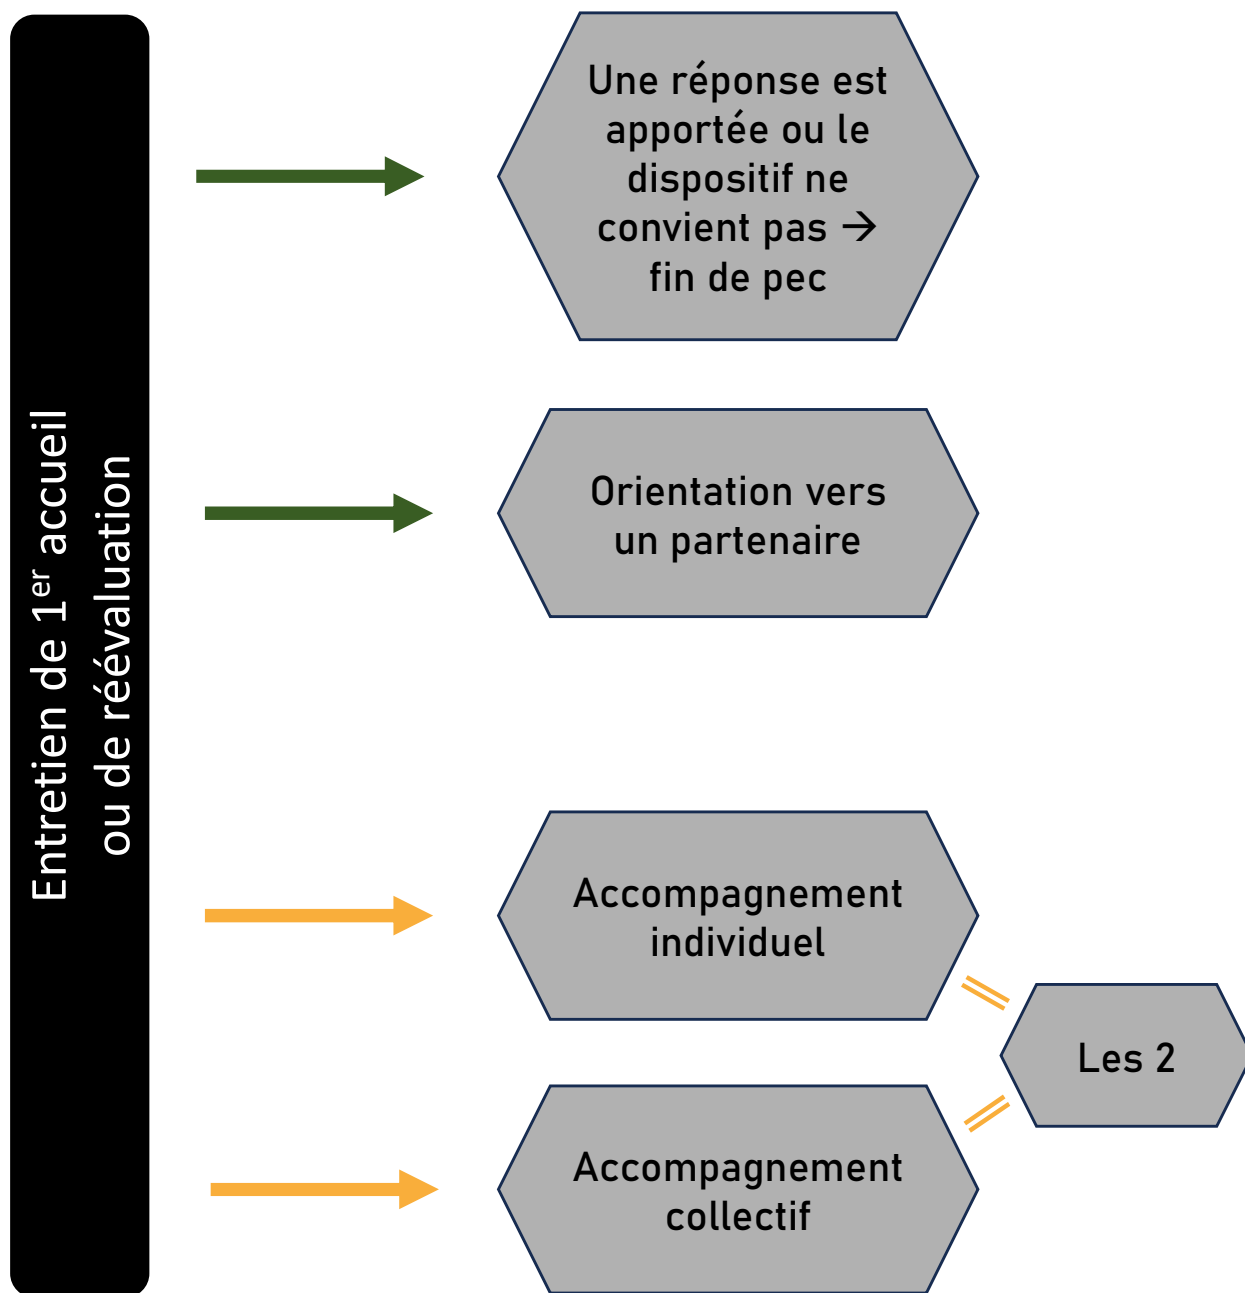 Entretien de 1er accueil
ou de réévaluation
Une réponse est
apportée ou le
dispositif ne
convient pas →
fin de pec
Orientation vers
un partenaire
Accompagnement
individuel
Les 2
Accompagnement
collectif